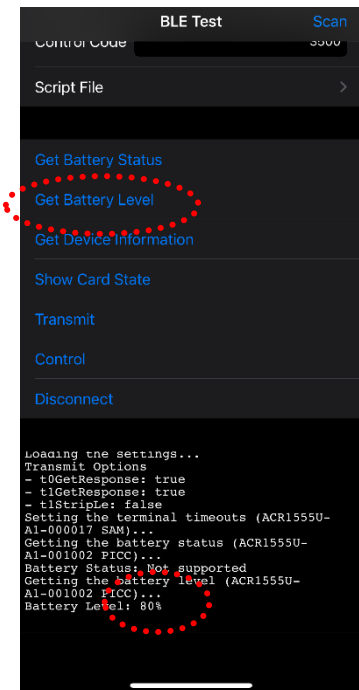 BLE Test
Scan
Control Code
3500
Script File
Get Battery Status
Get Battery Level
Get Device Information
Show Card State
Transmit
Control
Disconnect
Loading the settings...
Transmit Options
- t0GetResponse: true
- t1GetResponse: true
- t1StripLe: false
Setting the terminal timeouts (ACR1555U-
A1-000017 SAM)...
Getting the battery status (ACR1555U-
A1-001002 PICC)...
Battery Status: Not supported
Getting the battery level (ACR1555U-
A1-001002 PICC)...
Battery Level: 80%